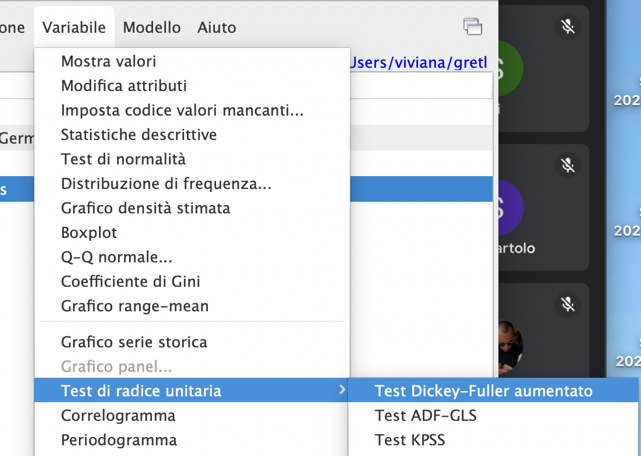 one Variabile Modello Aiuto
Users/viviana/gretl
Mostra valori
Modifica attributi
Imposta codice valori mancanti...
Statistiche descrittive
Germ
Test di normalità
Distribuzione di frequenza...
s
Grafico densità stimata
Boxplot
Q-Q normale...
Coefficiente di Gini
Grafico range-mean
Grafico serie storica
Grafico panel...
Test di radice unitaria
Test Dickey-Fuller aumentato
Correlogramma
Test ADF-GLS
Periodogramma
Test KPSS
S
i
S
artolo
202
202
202